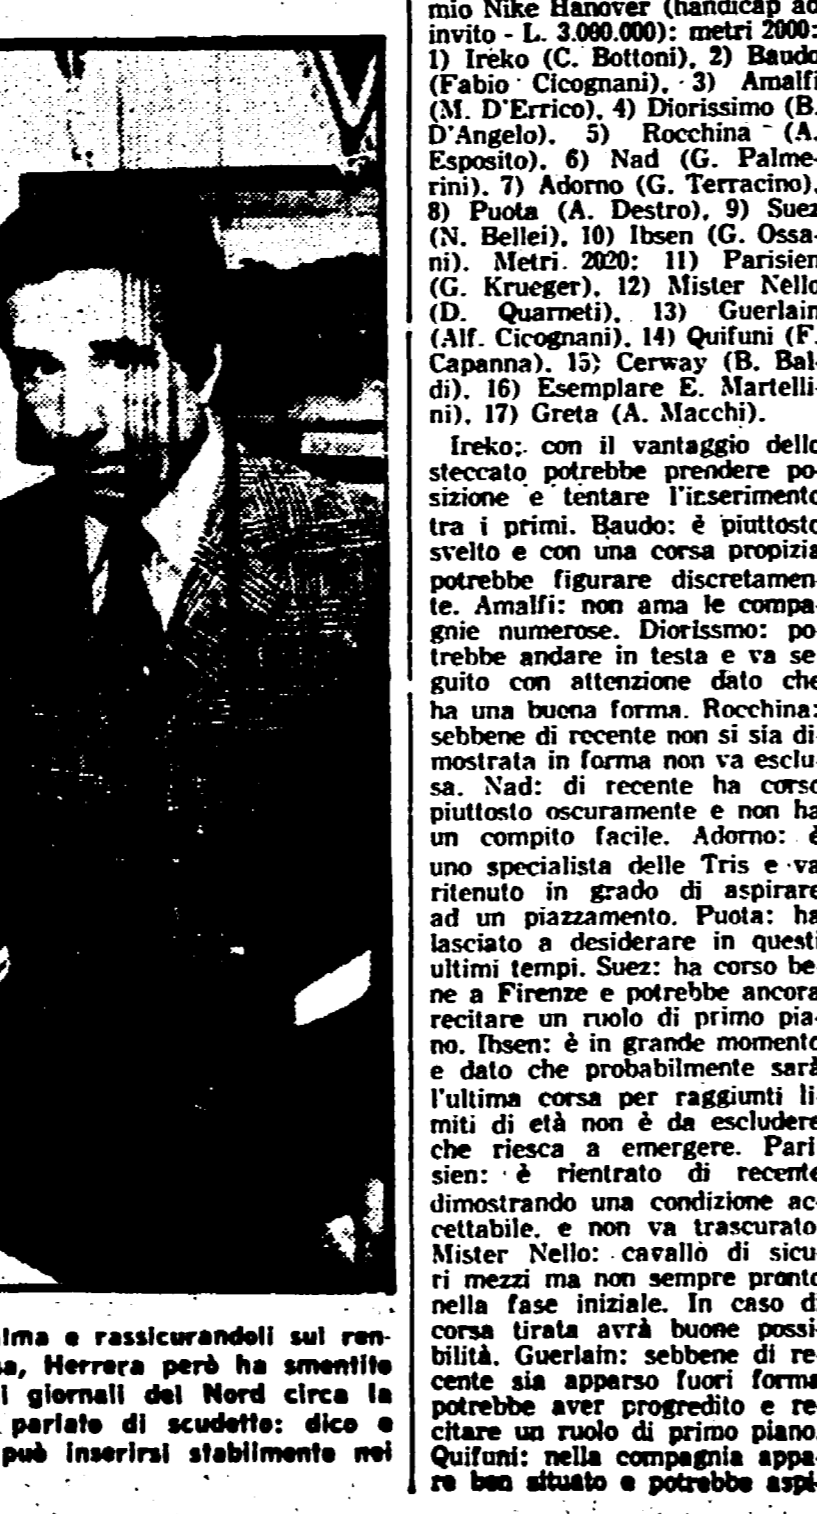 lma e rassicurandoli sul ren-
sa, Herrera però ha smentito
i giornali del Nord circa la
parlato di scudetto: dice e
può inserirsi stabilmente nei
mio Nike Hanover (handicap ad
invito - L. 3.000.000): metri 2000:
1) Ireko (C. Bottoni), 2) Baudo
(Fabio Cicognani), 3) Amalfi
(M. D'Errico), 4) Diorissimo (B.
D'Angelo), 5) Rocchina (A.
Esposito), 6) Nad (G. Palme-
rini), 7) Adorno (G. Terracino),
8) Puota (A. Destro), 9) Suez
(N. Bellei), 10) Ibsen (G. Ossa-
ni). Metri 2020: 11) Parisien
(G. Krueger), 12) Mister Nello
(D. Quarneti), 13) Guerlain
(Alf. Cicognani), 14) Quifuni (F.
Capanna), 15) Cerway (B. Bal-
di), 16) Esemplare E. Martelli-
ni), 17) Greta (A. Macchi).
Ireko: con il vantaggio dello
steccato potrebbe prendere po-
sizione e tentare l'inserimento
tra i primi. Baudo: è piuttosto
svelto e con una corsa propizia
potrebbe figurare discretamen-
te. Amalfi: non ama le compa-
gnie numerose. Diorissmo: po-
trebbe andare in testa e va se-
guito con attenzione dato che
ha una buona forma. Rocchina:
sebbene di recente non si sia di-
mostrata in forma non va esclu-
sa. Nad: di recente ha corso
piuttosto oscuramente e non ha
un compito facile. Adorno: è
uno specialista delle Tris e va
ritenuto in grado di aspirare
ad un piazzamento. Puota: ha
lasciato a desiderare in questi
ultimi tempi. Suez: ha corso be-
ne a Firenze e potrebbe ancora
recitare un ruolo di primo pia-
no. Ibsen: è in grande momento
e dato che probabilmente sarà
l'ultima corsa per raggiunti li-
miti di età non è da escludere
che riesca a emergere. Pari-
sien: è rientrato di recente
dimostrando una condizione ac-
cettabile, e non va trascurato.
Mister Nello: cavallo di sicu-
ri mezzi ma non sempre pronto
nella fase iniziale. In caso di
corsa tirata avrà buone possi-
bilità. Guerlain: sebbene di re-
cente sia apparso fuori forma
potrebbe aver progredito e re-
citare un ruolo di primo piano.
Quifuni: nella compagnia appa-
re ben situato e potrebbe aspi-